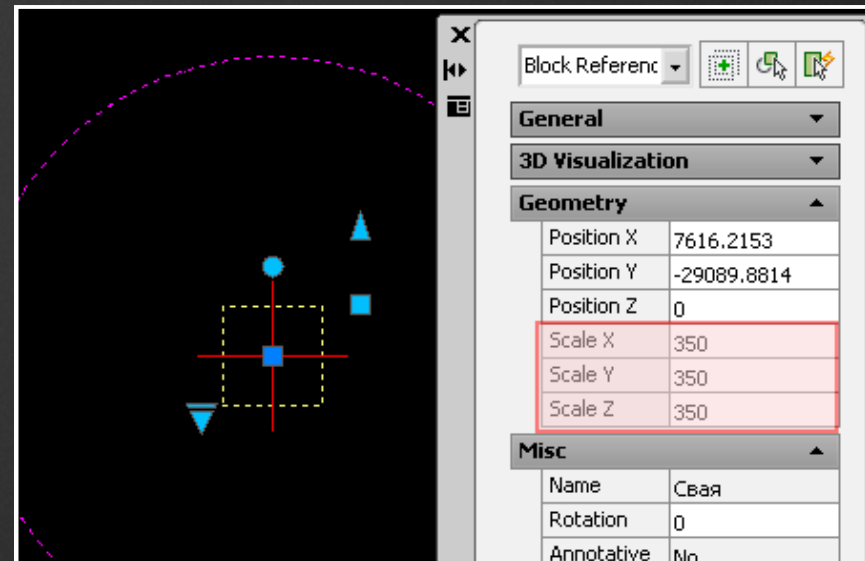 Block Referenc
General
3D Visualization
Geometry
Position X 7616.2153
Position Y -29089.8814
Position Z 0
Scale X 350
Scale Y 350
Scale Z 350
Misc
Name Свая
Rotation 0
Annotative No